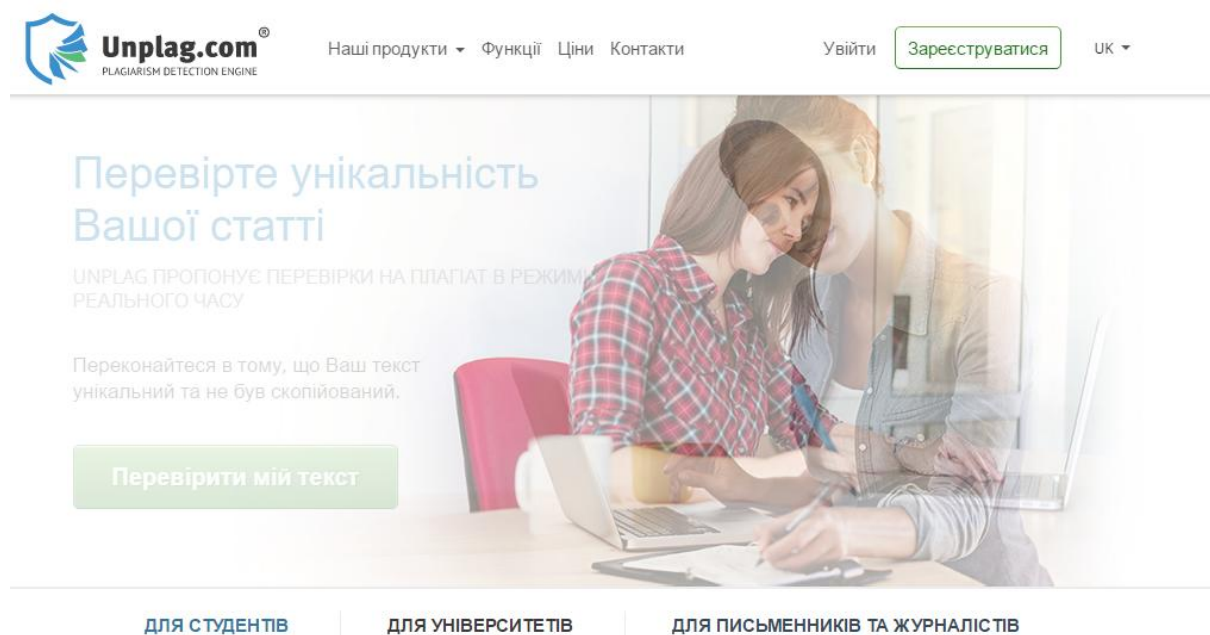 Unplag.com®
PLAGIARISM DETECTION ENGINE
Наші продукти Функції Ціни Контакти Увійти Зареєструватися UK
Перевірте унікальність
Вашої статті
UNPLAG ПРОПОНУЄ ПЕРЕВІРКИ НА ПЛАГІАТ В РЕЖИМІ
РЕАЛЬНОГО ЧАСУ
Переконайтеся в тому, що Ваш текст
унікальний та не був скопійований.
Перевірити мій текст
ДЛЯ СТУДЕНТІВ ДЛЯ УНІВЕРСИТЕТІВ ДЛЯ ПИСЬМЕННИКІВ ТА ЖУРНАЛІСТІВ